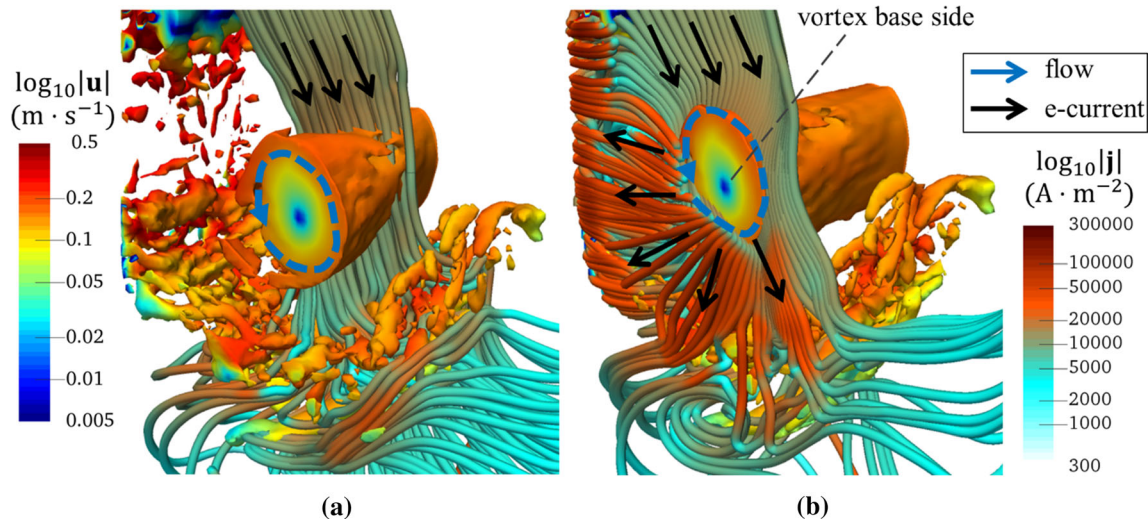 vortex base side
log₁₀|u|
(m · s⁻¹)
0.5
0.2
0.1
0.05
0.02
0.01
0.005
flow
e-current
log₁₀|j|
(A · m⁻²)
300000
100000
50000
20000
10000
5000
2000
1000
300
(a)
(b)